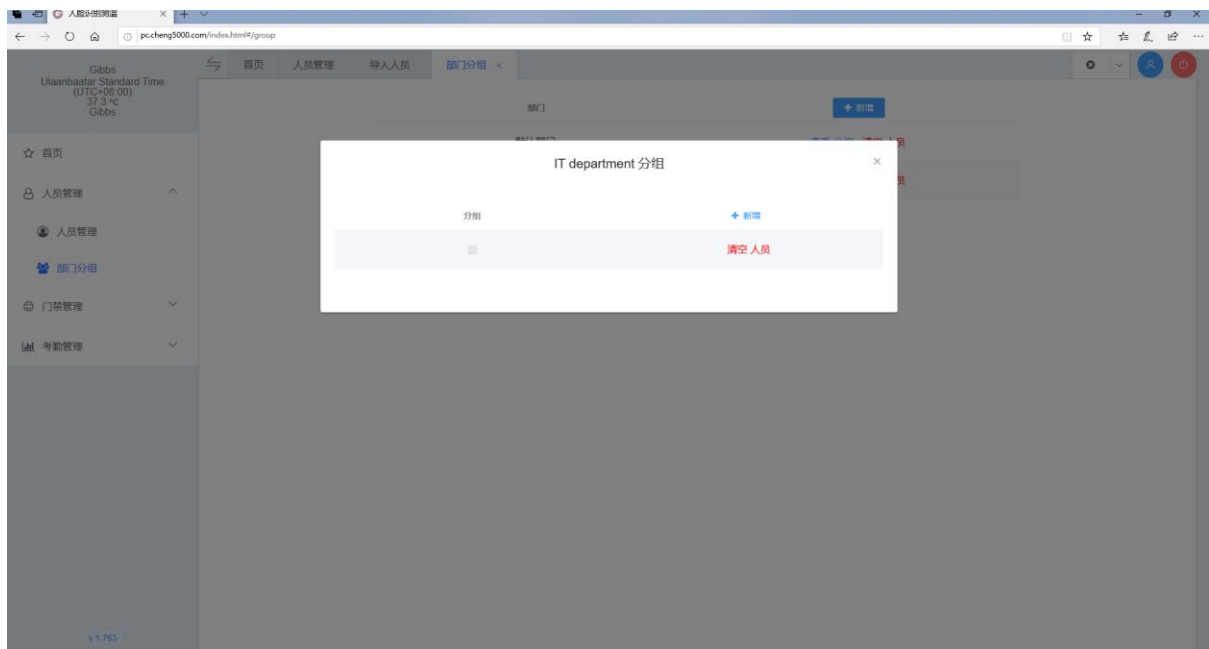 人脸识别测温
pc.cheng5000.com/index.html#/group
Gibbs
Ulaanbaatar Standard Time
(UTC+08:00)
37.3 ℃
Gibbs
首页
人员管理
导入人员
部门分组
首页
人员管理
人员管理
部门分组
门禁管理
考勤管理
部门
新增
默认部门
IT department 分组
分组
新增
清空 人员
v 1.763